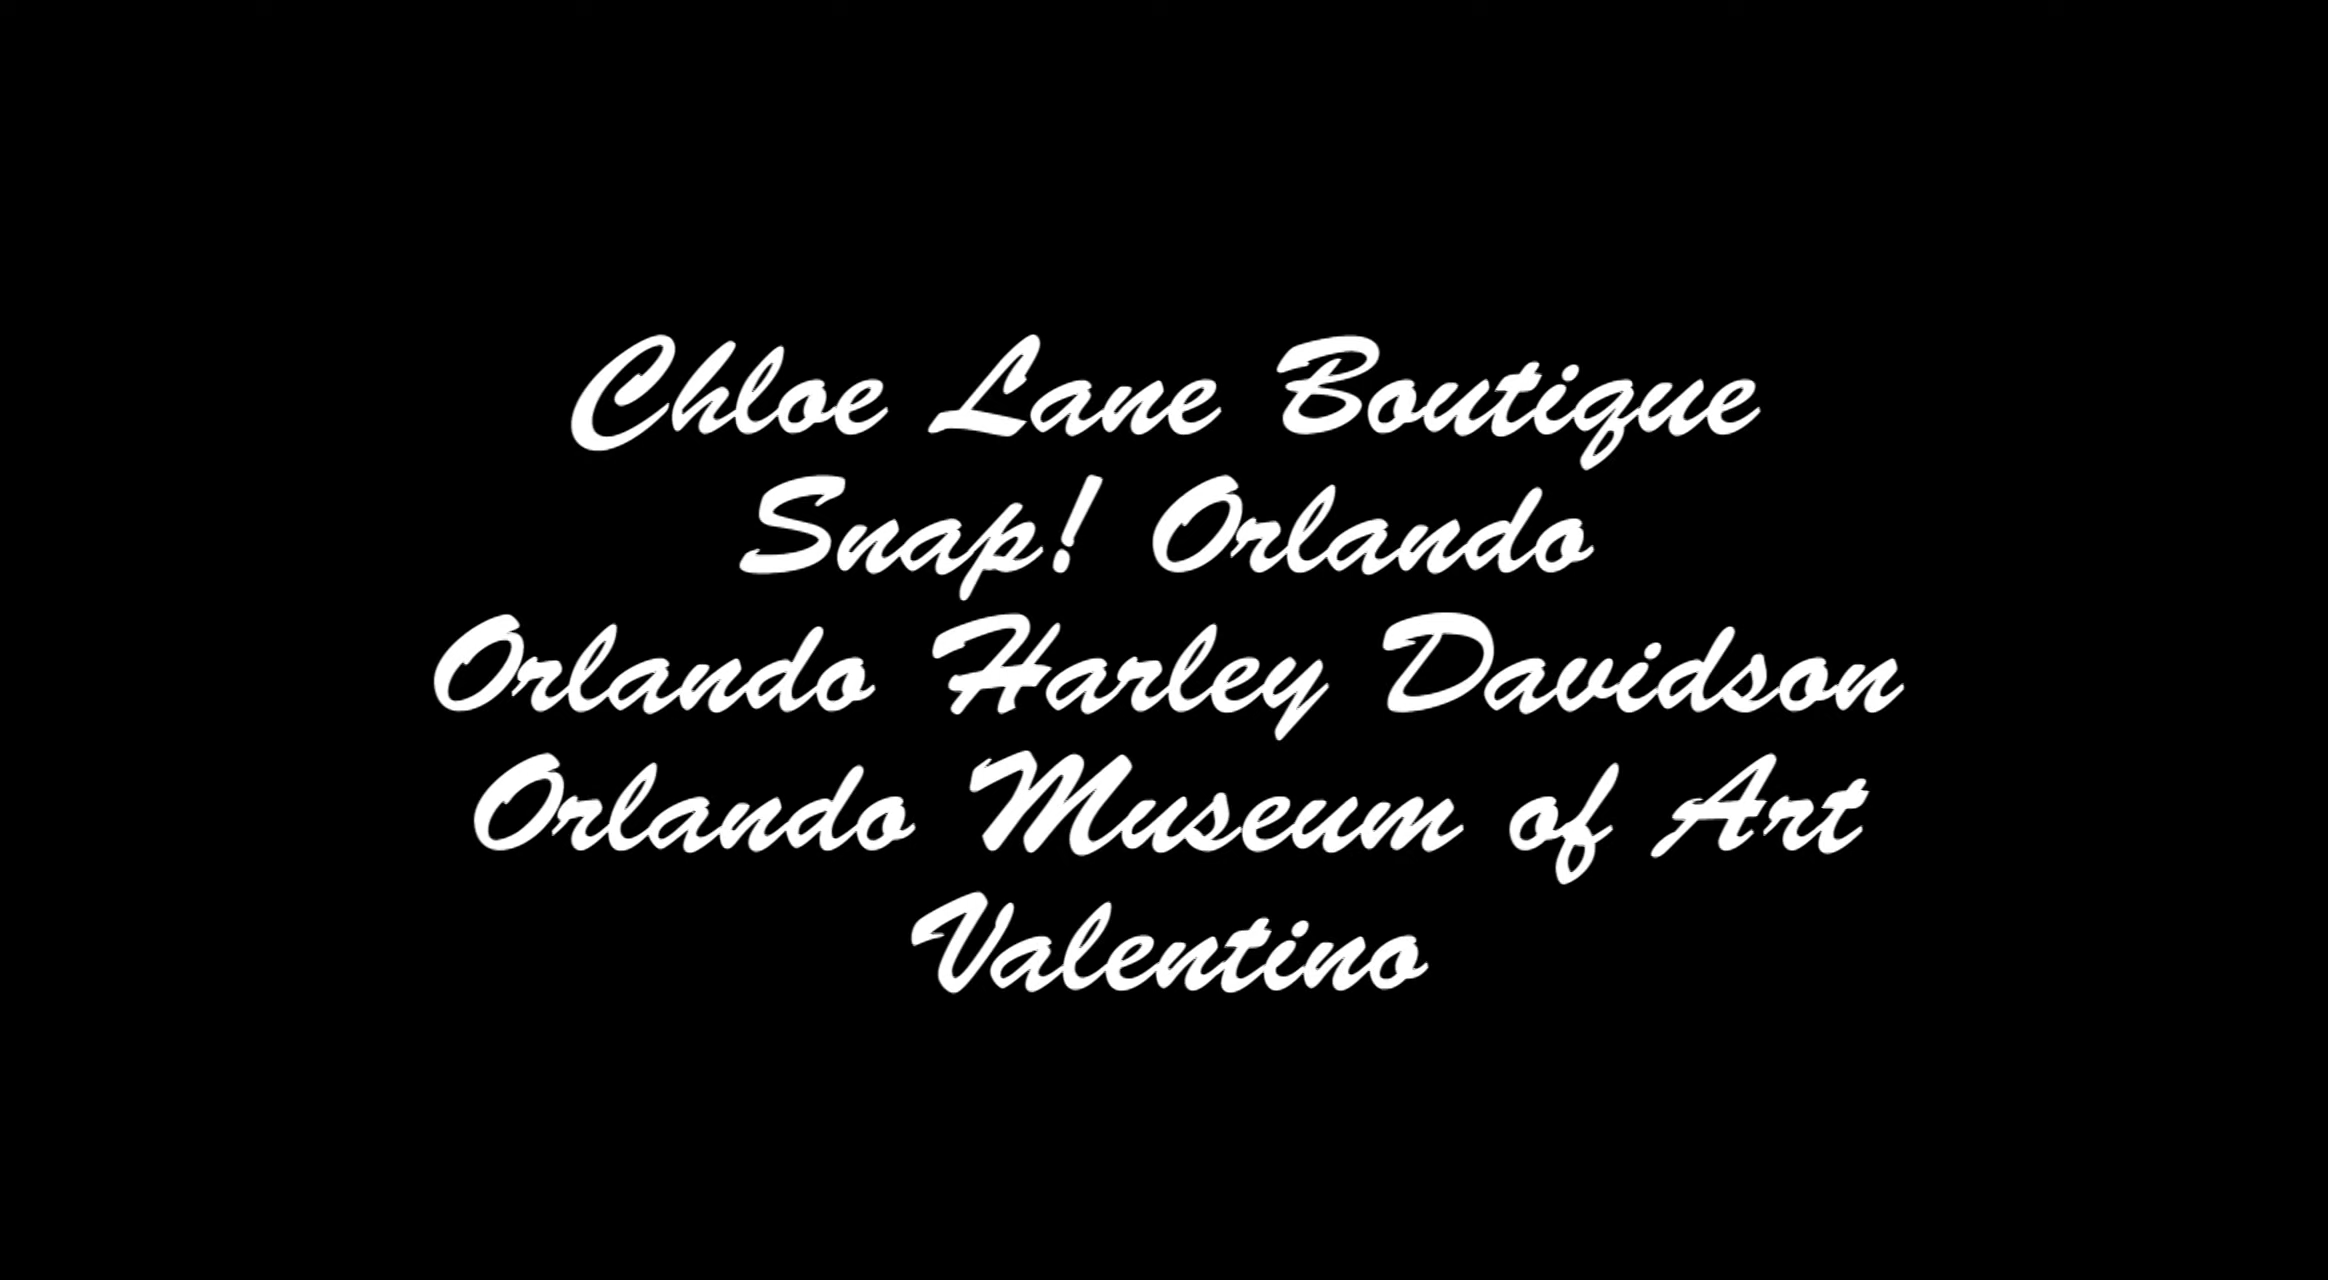 Chloe Lane Boutique
Snap! Orlando
Orlando Harley Davidson
Orlando Museum of Art
Valentino